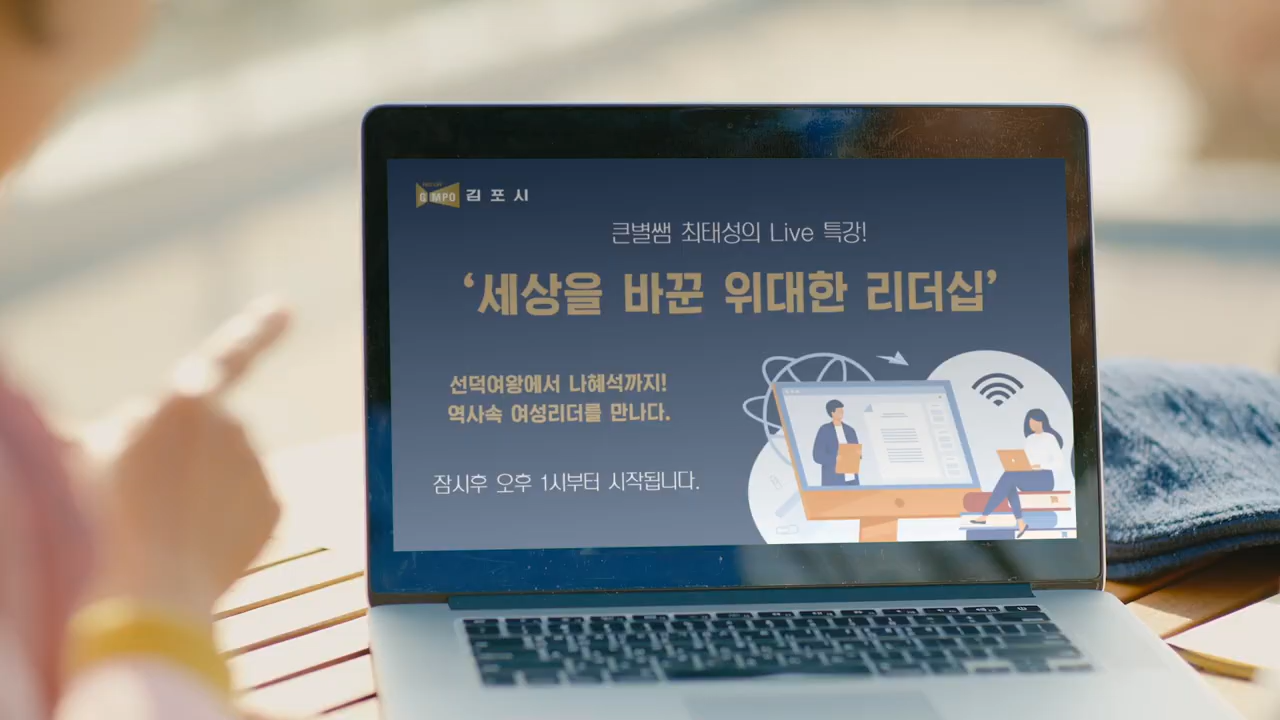 GIMPO 김포시
큰별쌤 최태성의 Live 특강!
‘세상을 바꾼 위대한 리더십’
선덕여왕에서 나혜석까지!
역사속 여성리더를 만나다.
잠시후 오후 1시부터 시작됩니다.